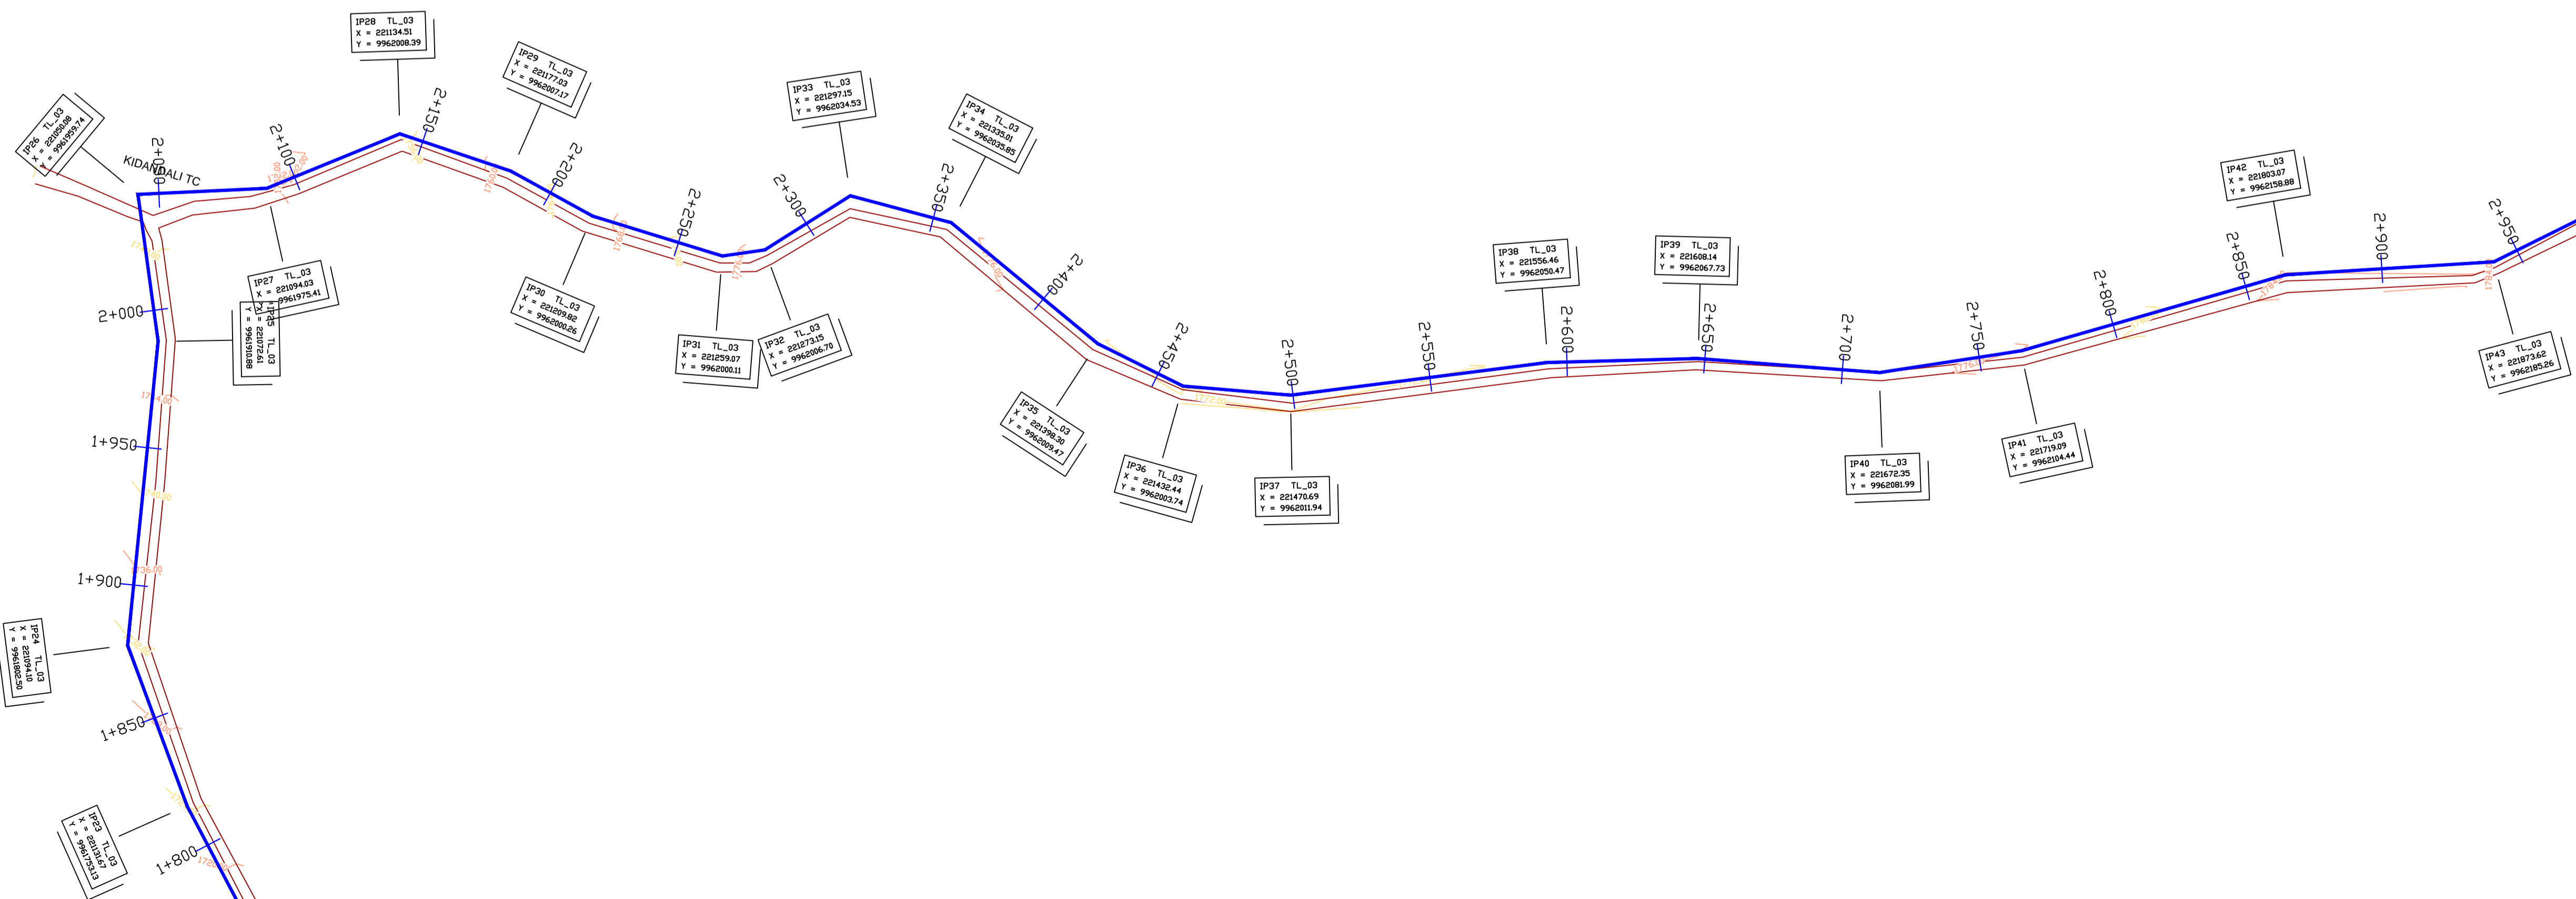 IP28 TL_03
X = 221134.51
Y = 9962008.39
IP29 TL_03
X = 221177.03
Y = 9962007.17
IP33 TL_03
X = 221297.15
Y = 9962034.53
IP34 TL_03
X = 221335.01
Y = 9962035.85
IP26 TL_03
X = 221050.08
Y = 9961959.74
KIDANDALI TC
2+050
2+100
2+150
2+200
2+250
2+300
2+350
2+400
2+450
2+500
2+550
2+600
2+650
2+700
2+750
2+800
2+850
2+900
2+950
IP42 TL_03
X = 221803.07
Y = 9962158.88
IP38 TL_03
X = 221556.46
Y = 9962050.47
IP39 TL_03
X = 221608.14
Y = 9962067.73
IP27 TL_03
X = 221094.03
Y = 9961975.41
IP25 TL_03
X = 221072.61
Y = 9961910.88
IP30 TL_03
X = 221209.82
Y = 9962000.26
IP31 TL_03
X = 221259.07
Y = 9962000.11
IP32 TL_03
X = 221273.15
Y = 9962006.70
IP35 TL_03
X = 221398.30
Y = 9962009.47
IP36 TL_03
X = 221432.44
Y = 9962003.74
IP37 TL_03
X = 221470.69
Y = 9962011.94
IP40 TL_03
X = 221672.35
Y = 9962081.99
IP41 TL_03
X = 221719.09
Y = 9962104.44
IP43 TL_03
X = 221873.62
Y = 9962185.26
1772.00
2+000
1+950
1736.00
1+900
IP24 TL_03
X = 221094.10
Y = 9961802.50
1+850
IP23 TL_03
X = 221131.67
Y = 9961753.13
1+800